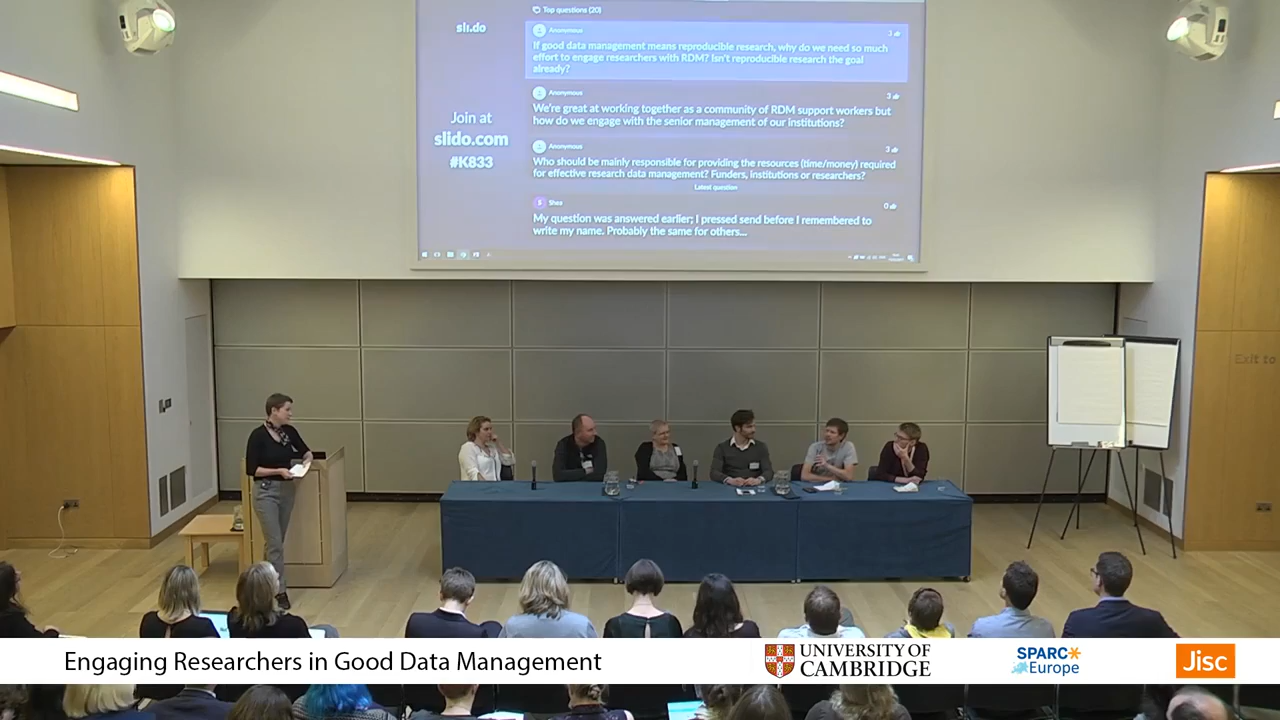 Top questions (20)
sli.do
Anonymous
3
If good data management means reproducible research, why do we need so much
effort to engage researchers with RDM? Isn't reproducible research the goal
already?
Anonymous
3
We're great at working together as a community of RDM support workers but
how do we engage with the senior management of our institutions?
Join at
slido.com
#K833
Anonymous
3
Who should be mainly responsible for providing the resources (time/money) required
for effective research data management? Funders, institutions or researchers?
Latest question
S
Shea
0
My question was answered earlier; I pressed send before I remembered to
write my name. Probably the same for others...
Exit to
Engaging Researchers in Good Data Management
UNIVERSITY OF
CAMBRIDGE
SPARC*
Europe
Jisc